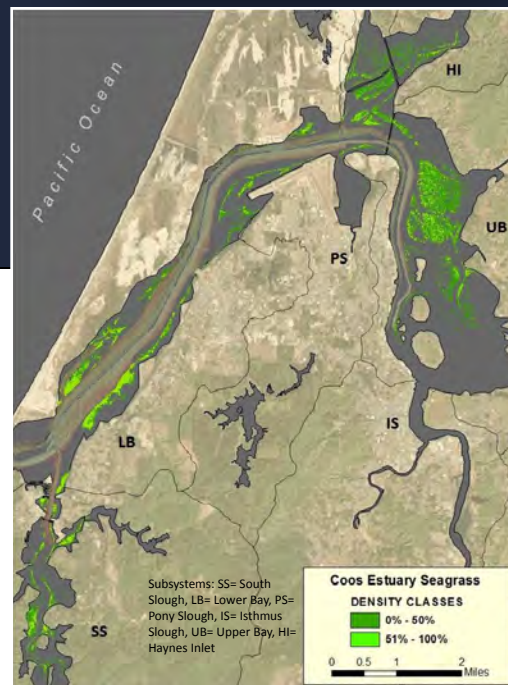 Pacific Ocean
HI
UB
PS
IS
LB
SS
Subsystems: SS= South
Slough, LB= Lower Bay, PS=
Pony Slough, IS= Isthmus
Slough, UB= Upper Bay, HI=
Haynes Inlet
Coos Estuary Seagrass
DENSITY CLASSES
0% - 50%
51% - 100%
0 0.5 1 2
Miles